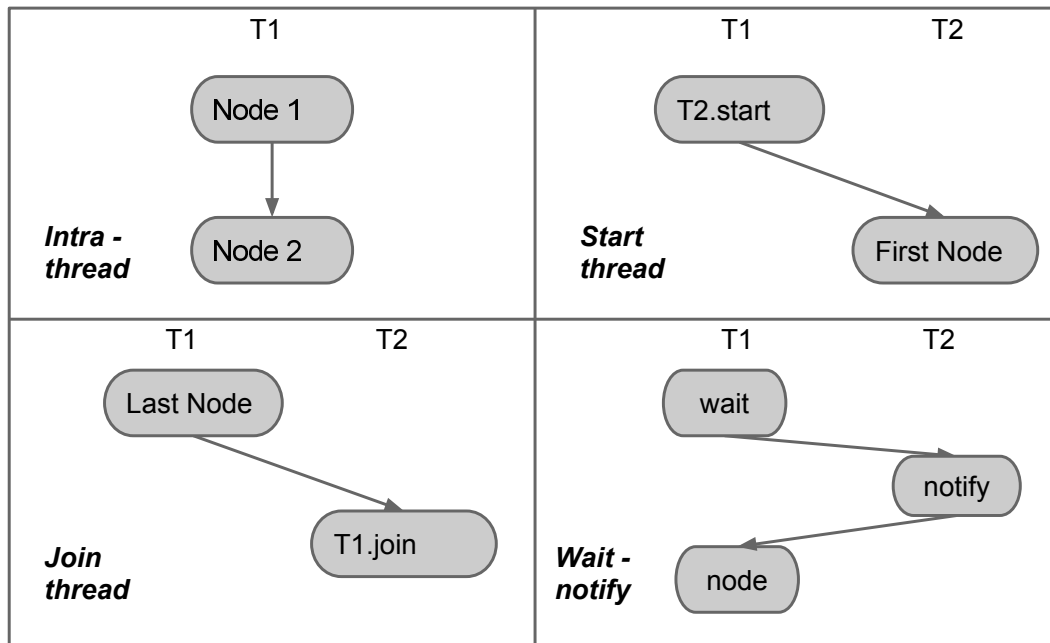 T1
Node 1
Node 2
Intra -
thread
T1 T2
T2.start
First Node
Start
thread
T1 T2
Last Node
T1.join
Join
thread
T1 T2
wait
notify
node
Wait -
notify